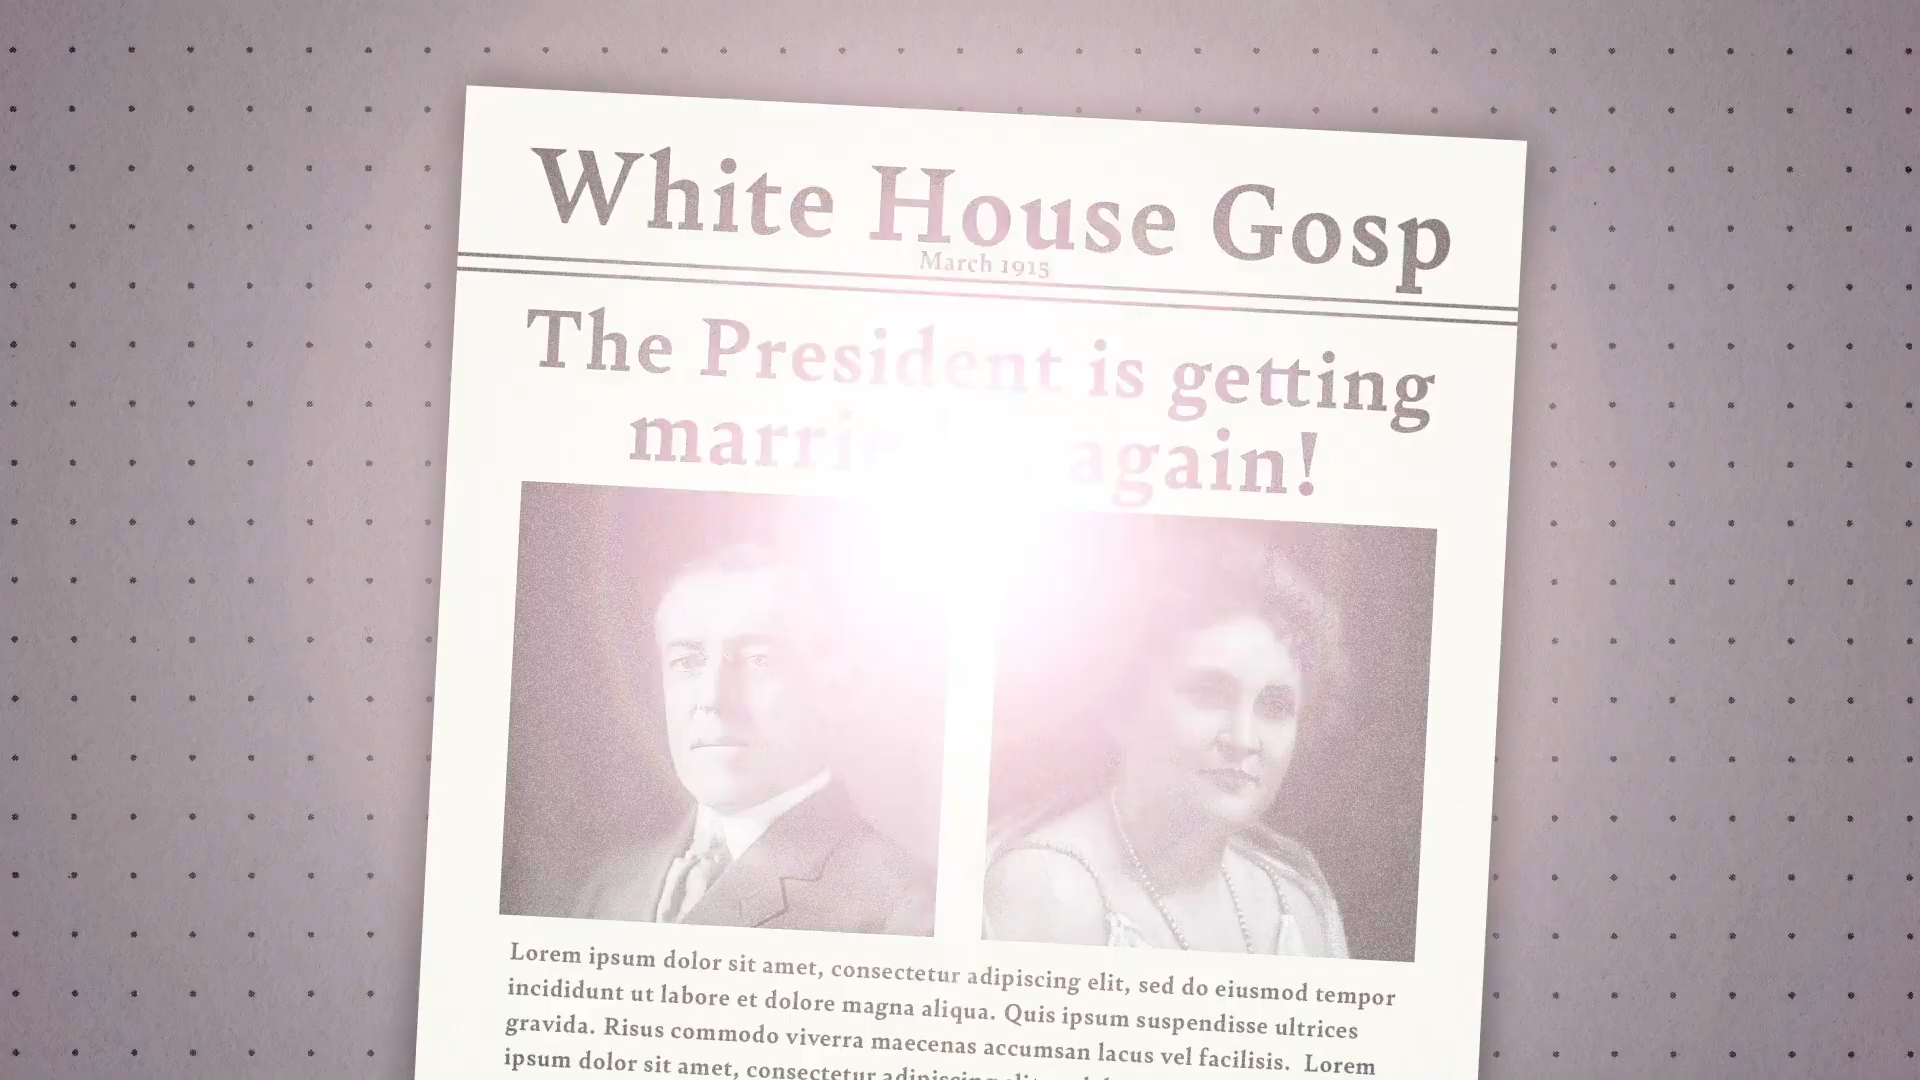 White House Gosp
March 1915
The President is getting
married again!
Lorem ipsum dolor sit amet, consectetur adipiscing elit, sed do eiusmod tempor
incididunt ut labore et dolore magna aliqua. Quis ipsum suspendisse ultrices
gravida. Risus commodo viverra maecenas accumsan lacus vel facilisis. Lorem
ipsum dolor sit amet, consectetur adipiscing